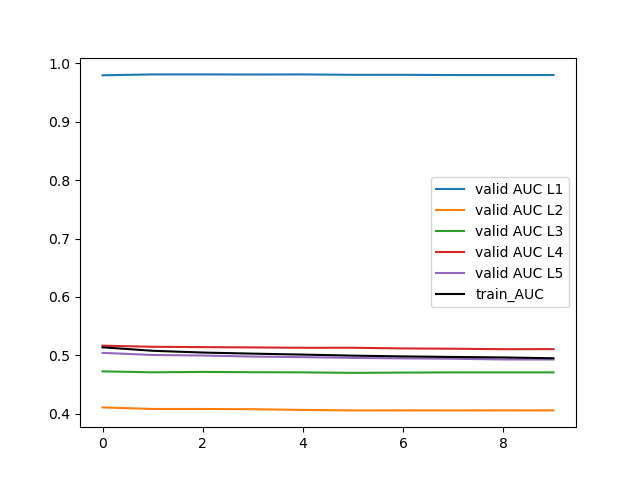 1.0
0.9
0.8
0.7
0.6
0.5
0.4
0 2 4 6 8
valid AUC L1
valid AUC L2
valid AUC L3
valid AUC L4
valid AUC L5
train_AUC